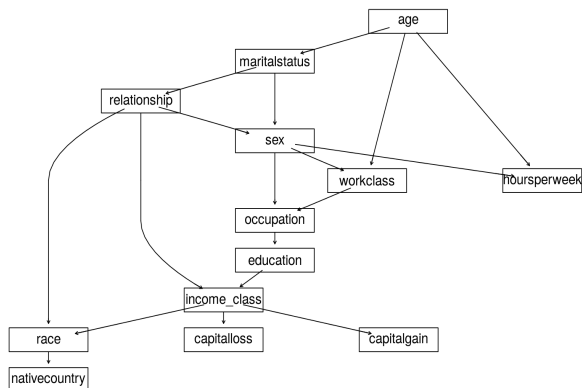 age
maritalstatus
relationship
sex
workclass
hoursperweek
occupation
education
income_class
race
capitalloss
capitalgain
nativecountry